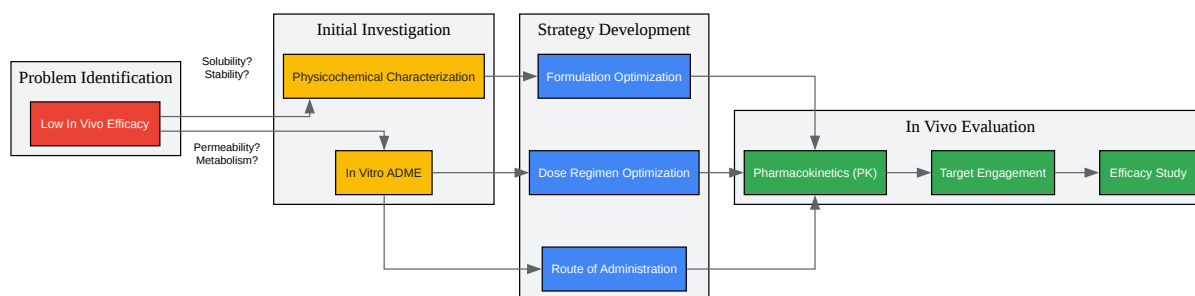 Problem Identification
Low In Vivo Efficacy
Solubility?
Stability?
Permeability?
Metabolism?
Initial Investigation
Physicochemical Characterization
In Vitro ADME
Strategy Development
Formulation Optimization
Dose Regimen Optimization
Route of Administration
In Vivo Evaluation
Pharmacokinetics (PK)
Target Engagement
Efficacy Study